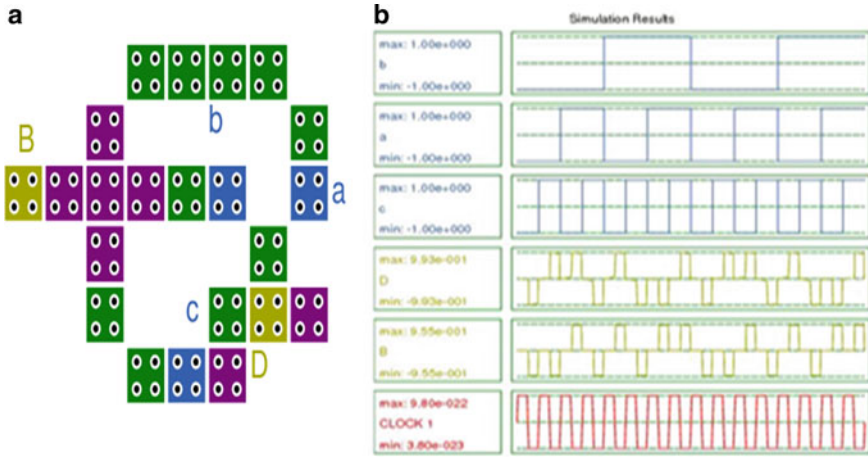 a
b
B
a
c
D
b
Simulation Results
max: 1.00e+000
b
min: -1.00e+000
max: 1.00e+000
a
min: -1.00e+000
max: 1.00e+000
c
min: -1.00e+000
max: 9.93e-001
D
min: -9.93e-001
max: 9.55e-001
B
min: -9.55e-001
max: 9.80e-022
CLOCK 1
min: 3.80e-023